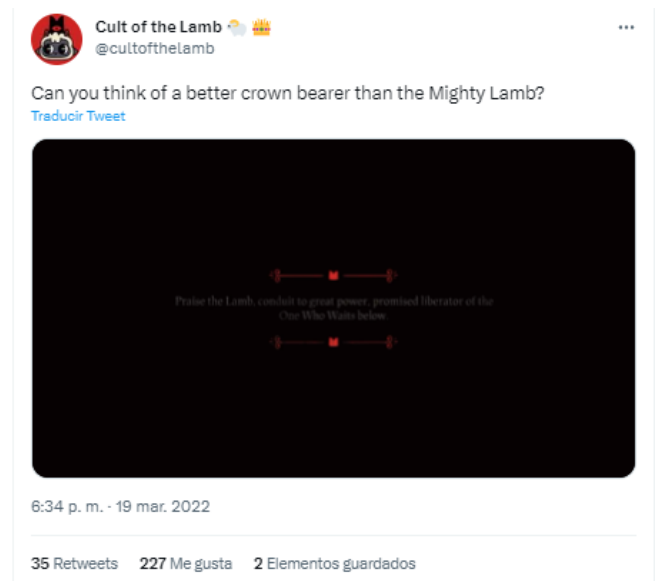 Cult of the Lamb
@cultofthelamb
Can you think of a better crown bearer than the Mighty Lamb?
Traducir Tweet
Praise the Lamb, conduit to great power, promised liberator of the
One Who Waits below.
6:34 p. m. · 19 mar. 2022
35 Retweets 227 Me gusta 2 Elementos guardados